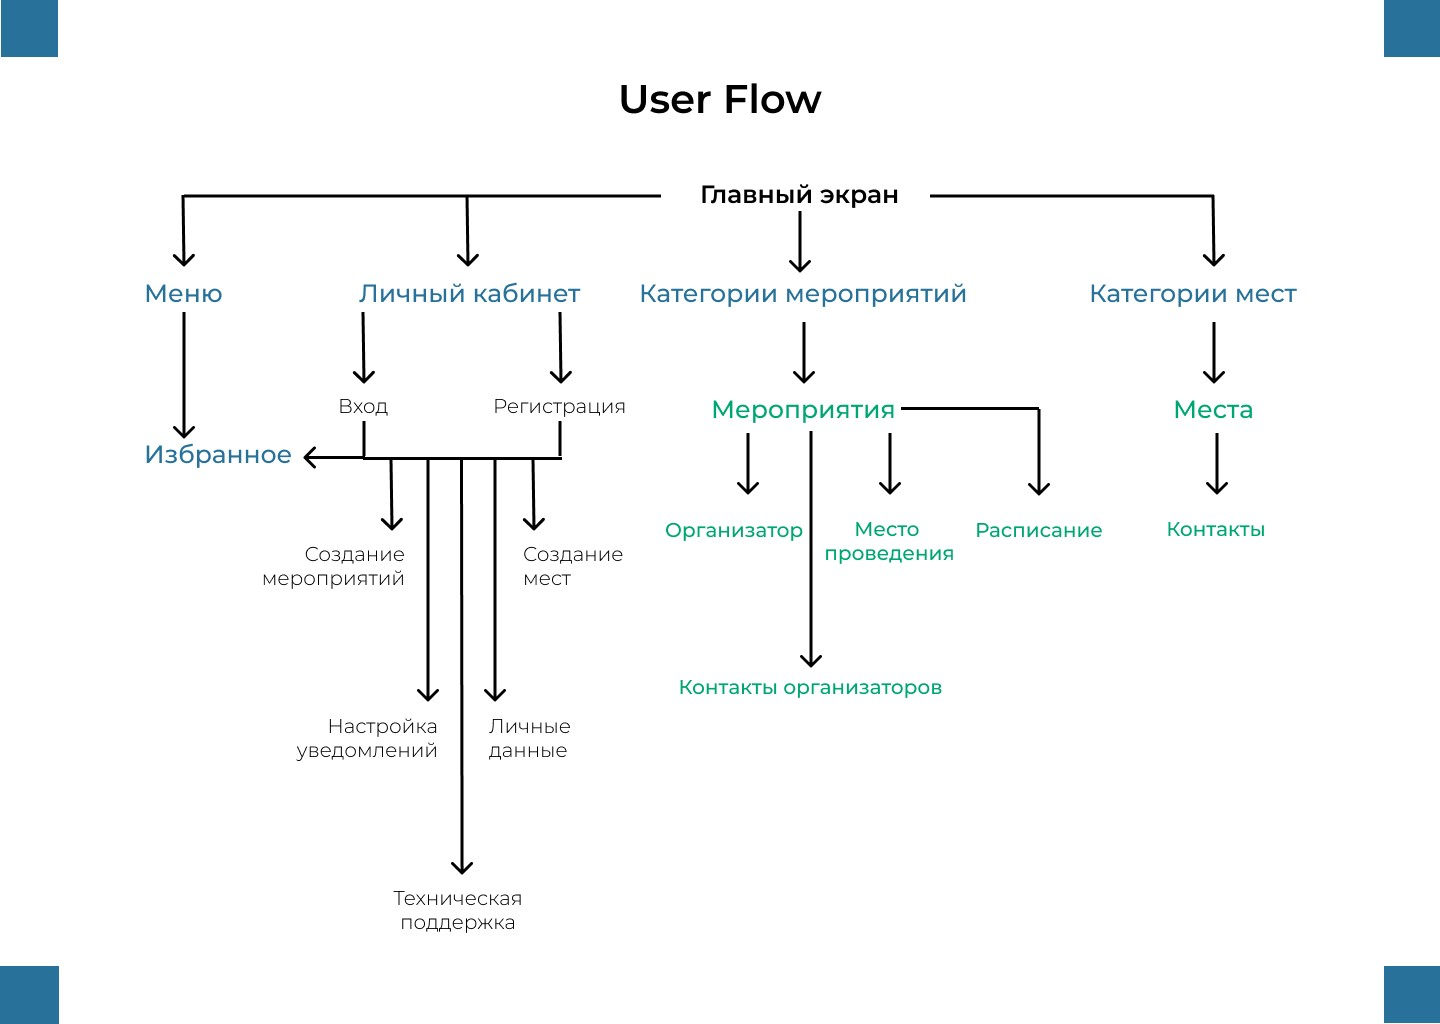 User Flow
Главный экран
Меню
Личный кабинет
Категории мероприятий
Категории мест
Вход
Регистрация
Мероприятия
Места
Избранное
Организатор
Место
проведения
Расписание
Контакты
Создание
мероприятий
Создание
мест
Контакты организаторов
Настройка
уведомлений
Личные
данные
Техническая
поддержка